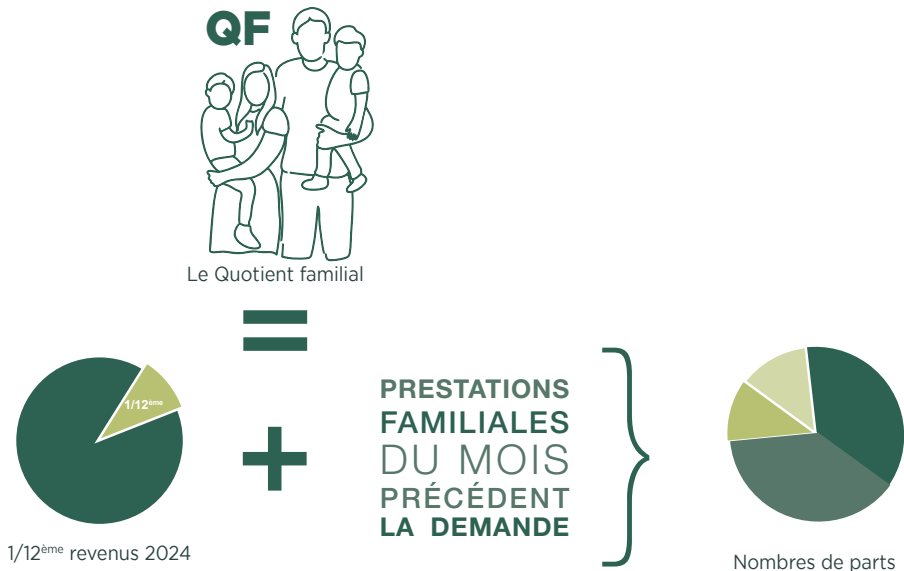 QF
Le Quotient familial
=
1/12ème
1/12ème revenus 2024
+
PRESTATIONS
FAMILIALES
DU MOIS
PRÉCÉDENT
LA DEMANDE
}
Nombres de parts